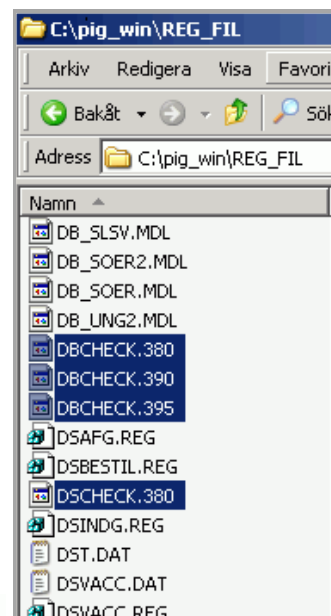 C:\pig_win\REG_FIL
Arkiv Redigera Visa Favori
Bakåt Sök
Adress C:\pig_win\REG_FIL
Namn
DB_SLSV.MDL
DB_SOER2.MDL
DB_SOER.MDL
DB_UNG2.MDL
DBCHECK.380
DBCHECK.390
DBCHECK.395
DSAFG.REG
DSBESTIL.REG
DSCHECK.380
DSINDG.REG
DST.DAT
DSVACC.DAT
DSVACC.REG